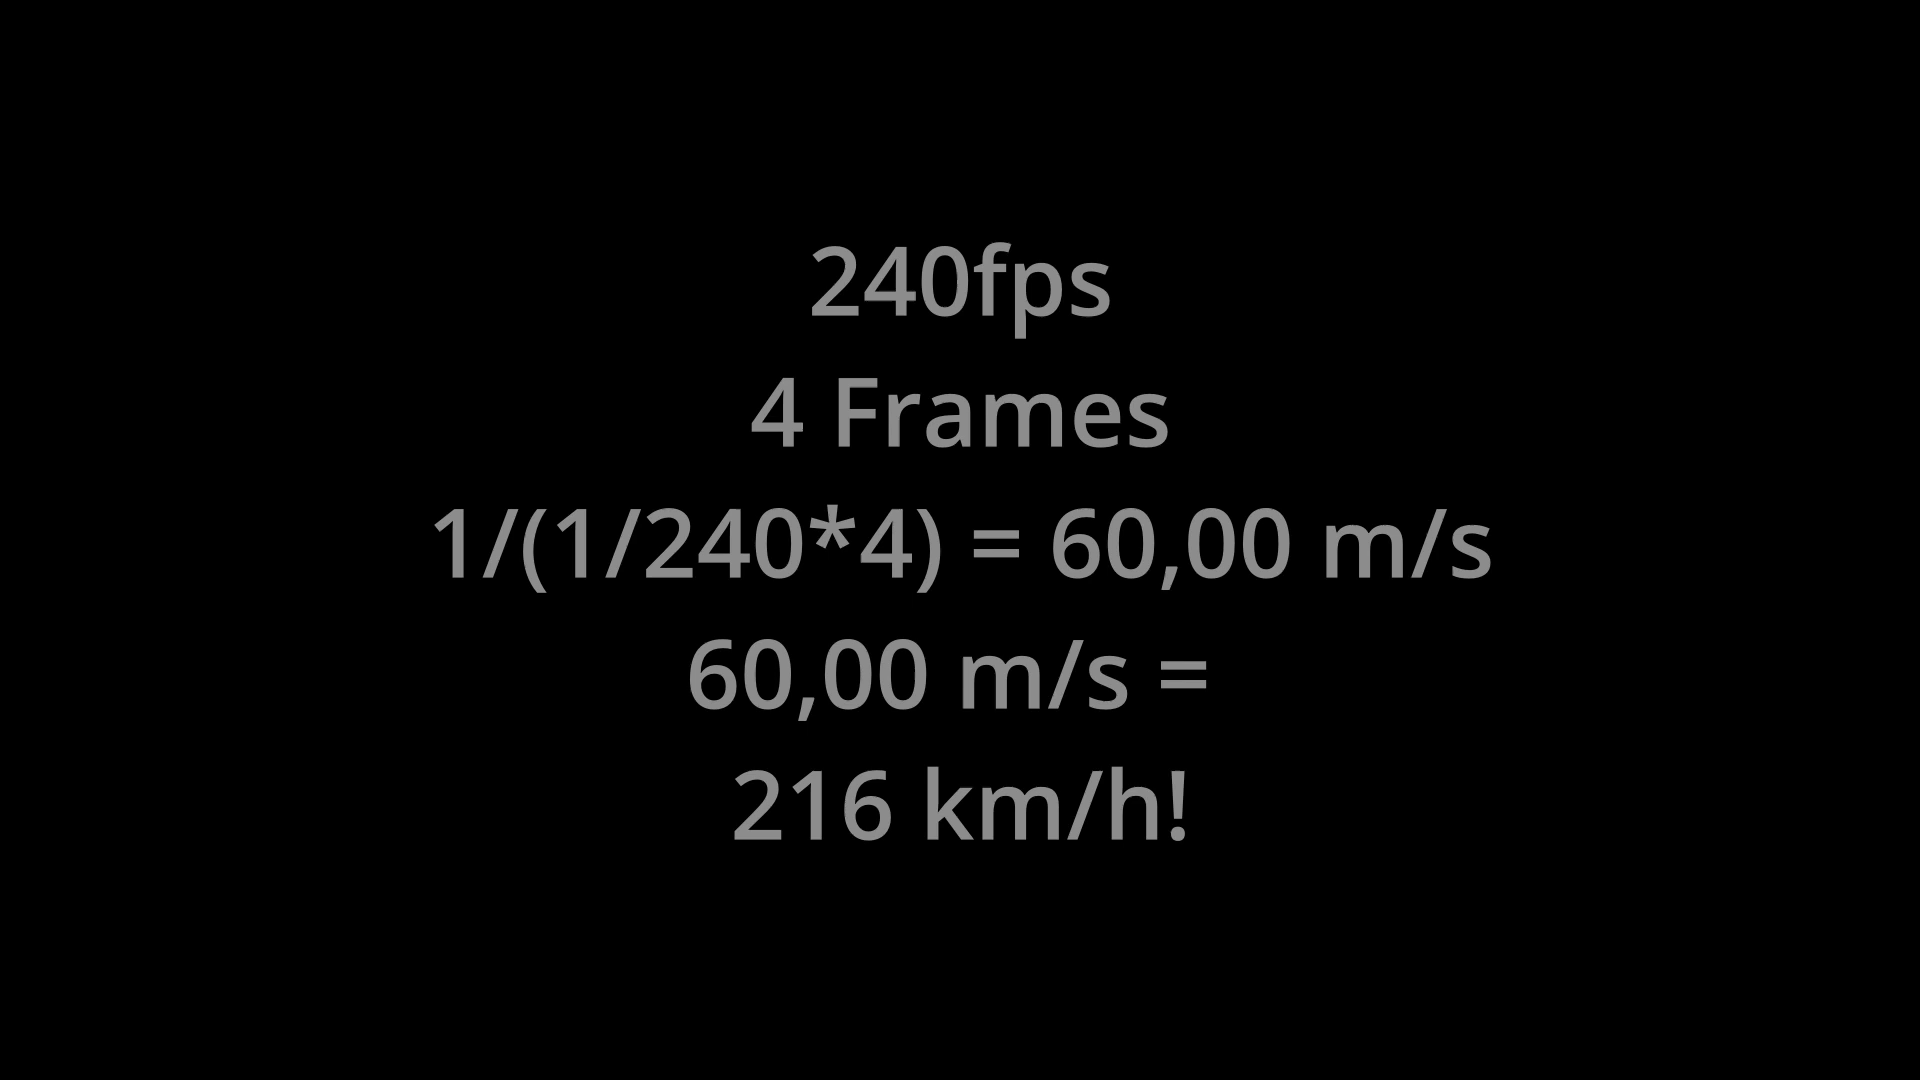 240fps
4 Frames
1/(1/240*4) = 60,00 m/s
60,00 m/s =
216 km/h!